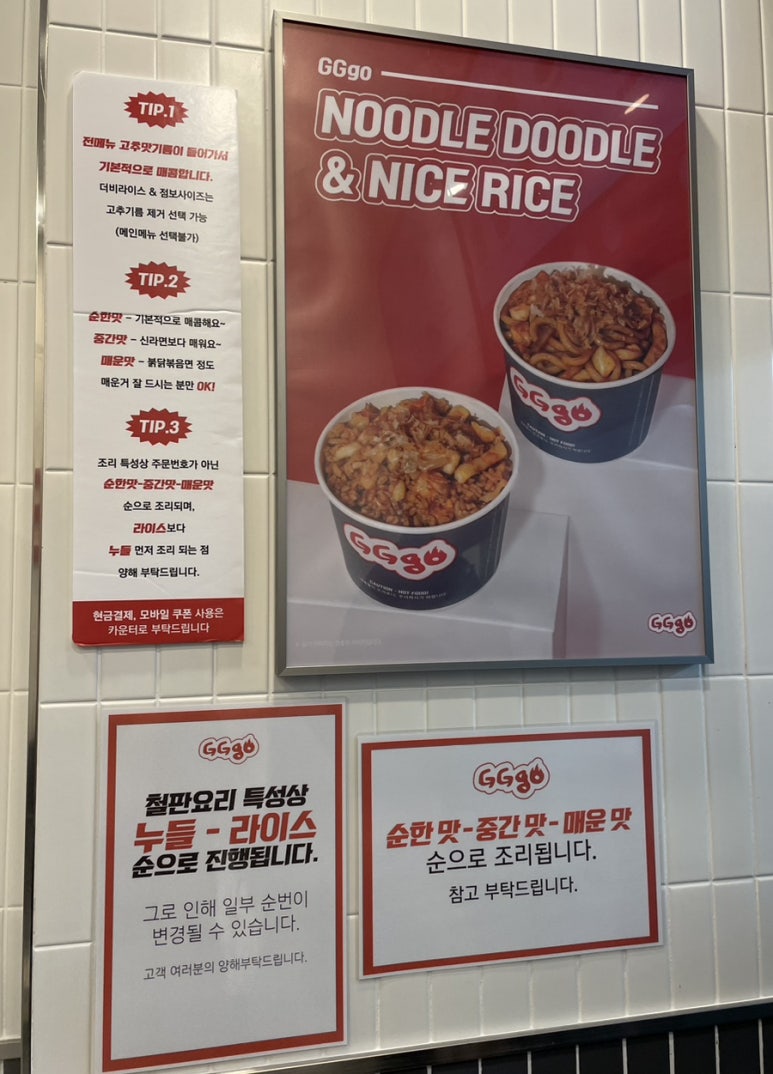 TIP.1
전메뉴 고추맛기름이 들어가서
기본적으로 매콤합니다.
더비라이스 & 점보사이즈는
고추기름 제거 선택 가능
(메인메뉴 선택불가)
TIP.2
순한맛 - 기본적으로 매콤해요~
중간맛 - 신라면보다 매워요~
매운맛 - 불닭볶음면 정도
매운거 잘 드시는 분만 OK!
TIP.3
조리 특성상 주문번호가 아닌
순한맛-중간맛-매운맛
순으로 조리되며,
라이스보다
누들 먼저 조리 되는 점
양해 부탁드립니다.
현금결제, 모바일 쿠폰 사용은
카운터로 부탁드립니다
GGgo
NOODLE DOODLE
& NICE RICE
GGgo
CAUTION - HOT FOOD!
GGgo
CAUTION - HOT FOOD!
GGgo
GGgo
철판요리 특성상
누들 - 라이스
순으로 진행됩니다.
그로 인해 일부 순번이
변경될 수 있습니다.
고객 여러분의 양해부탁드립니다.
GGgo
순한 맛 - 중간 맛 - 매운 맛
순으로 조리됩니다.
참고 부탁드립니다.